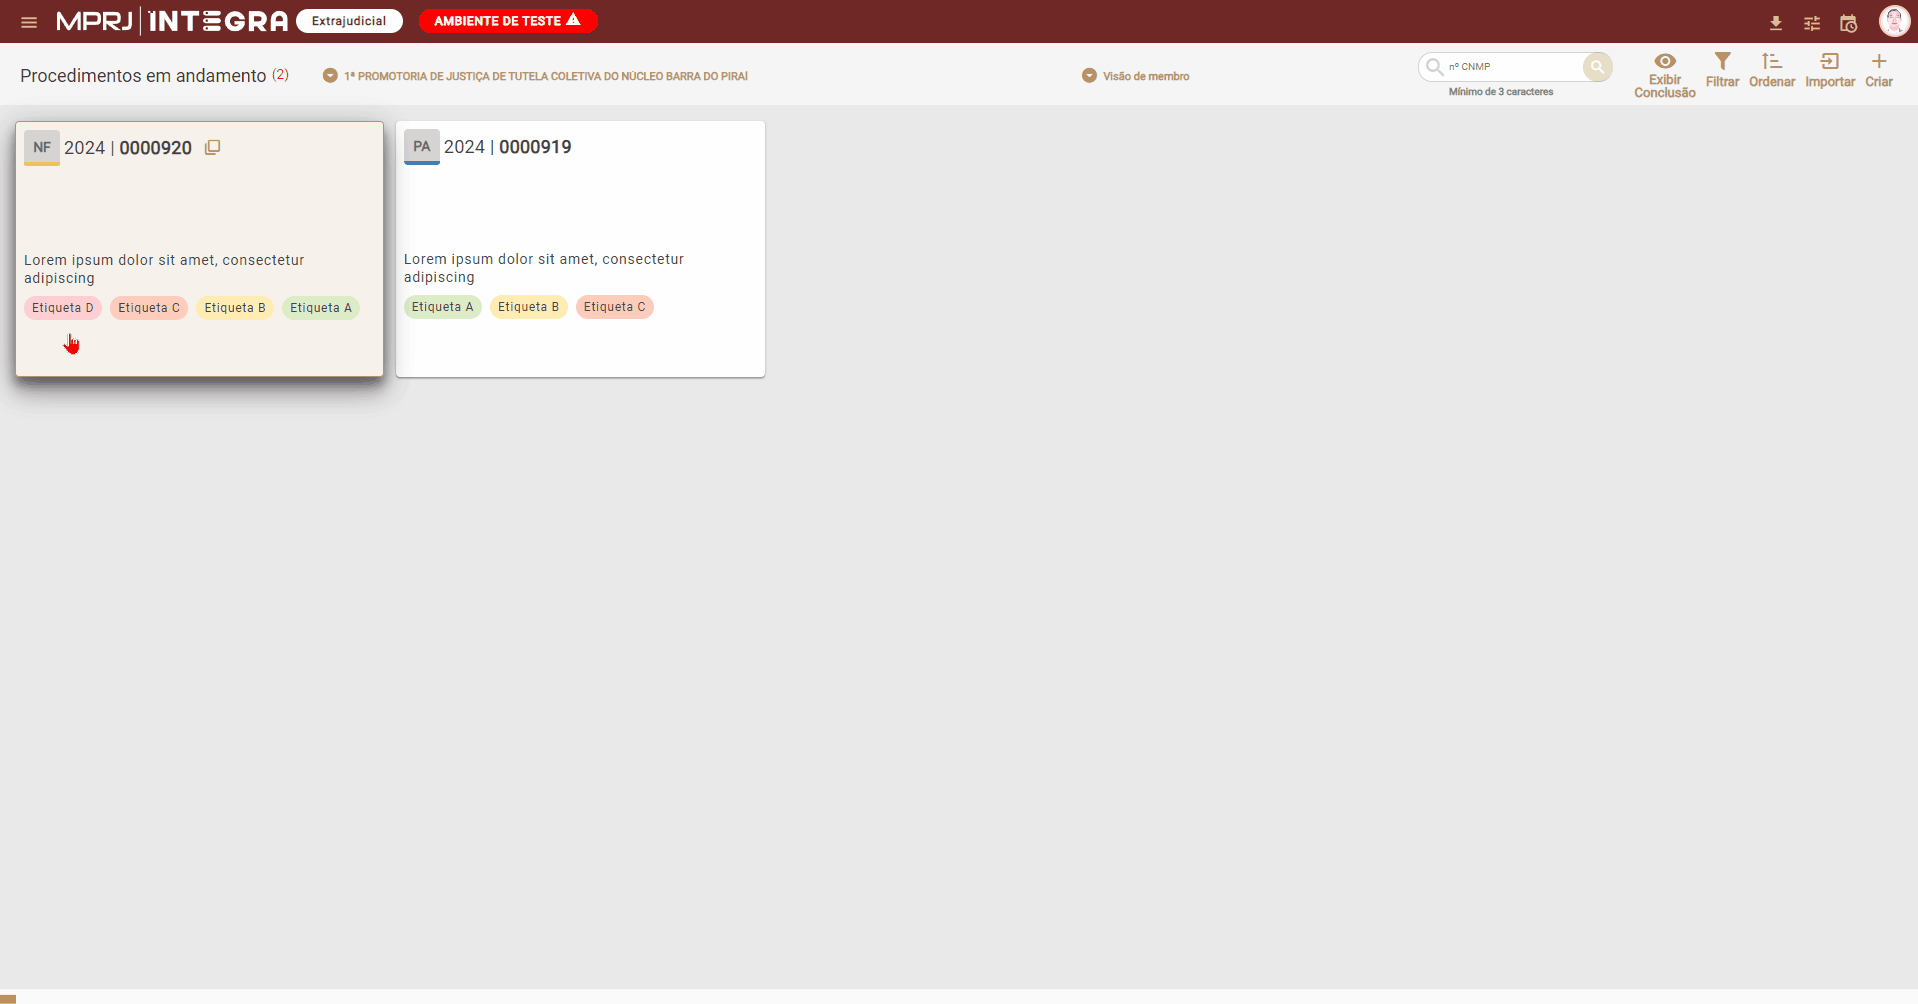 MPRJ INTEGRA Extrajudicial AMBIENTE DE TESTE
Procedimentos em andamento (2)
1ª PROMOTORIA DE JUSTIÇA DE TUTELA COLETIVA DO NÚCLEO BARRA DO PIRAÍ
Visão de membro
nº CNMP
Mínimo de 3 caracteres
Exibir
Conclusão
Filtrar
Ordenar
Importar
Criar
NF 2024 | 0000920
Lorem ipsum dolor sit amet, consectetur
adipiscing
Etiqueta D Etiqueta C Etiqueta B Etiqueta A
PA 2024 | 0000919
Lorem ipsum dolor sit amet, consectetur
adipiscing
Etiqueta A Etiqueta B Etiqueta C